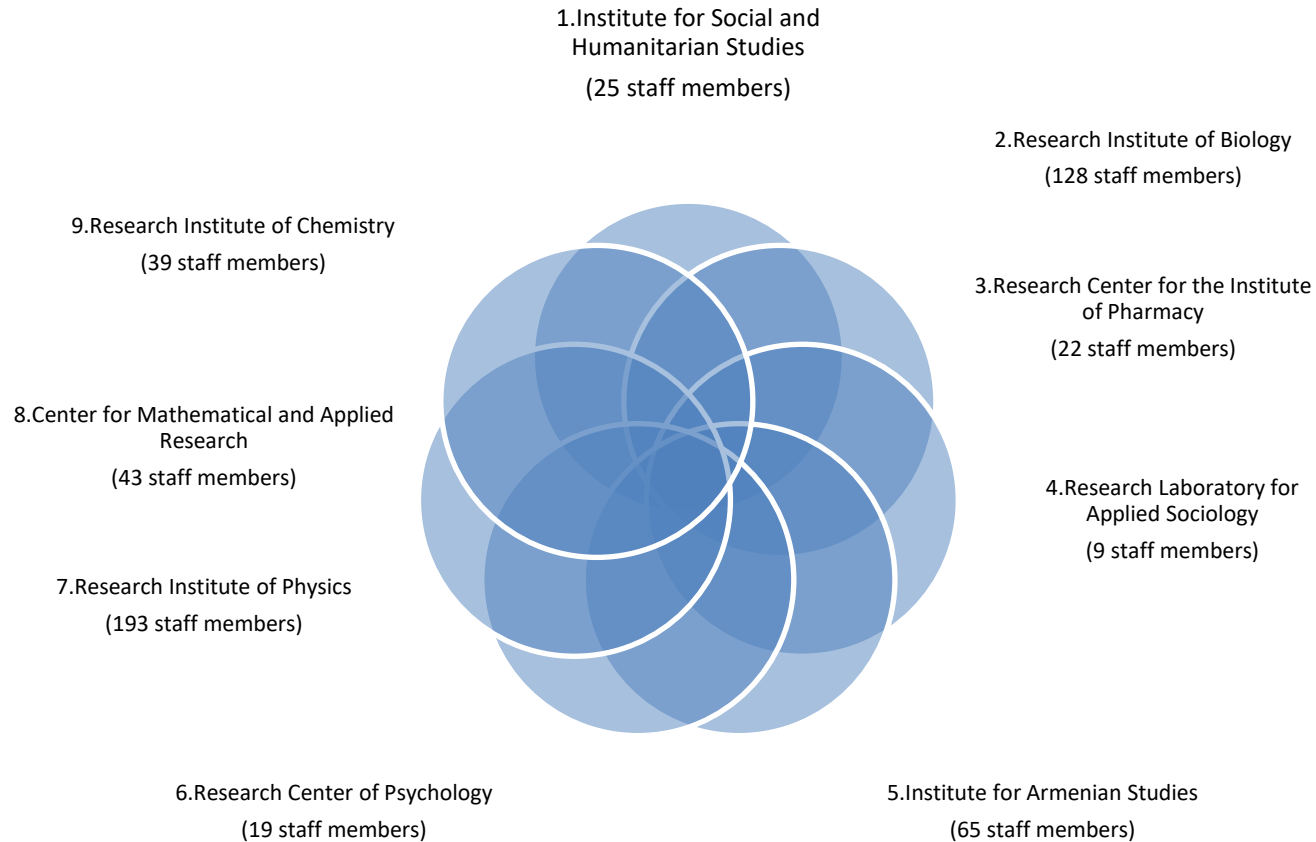 1.Institute for Social and
Humanitarian Studies
(25 staff members)
2.Research Institute of Biology
(128 staff members)
3.Research Center for the Institute
of Pharmacy
(22 staff members)
4.Research Laboratory for
Applied Sociology
(9 staff members)
5.Institute for Armenian Studies
(65 staff members)
6.Research Center of Psychology
(19 staff members)
7.Research Institute of Physics
(193 staff members)
8.Center for Mathematical and Applied
Research
(43 staff members)
9.Research Institute of Chemistry
(39 staff members)